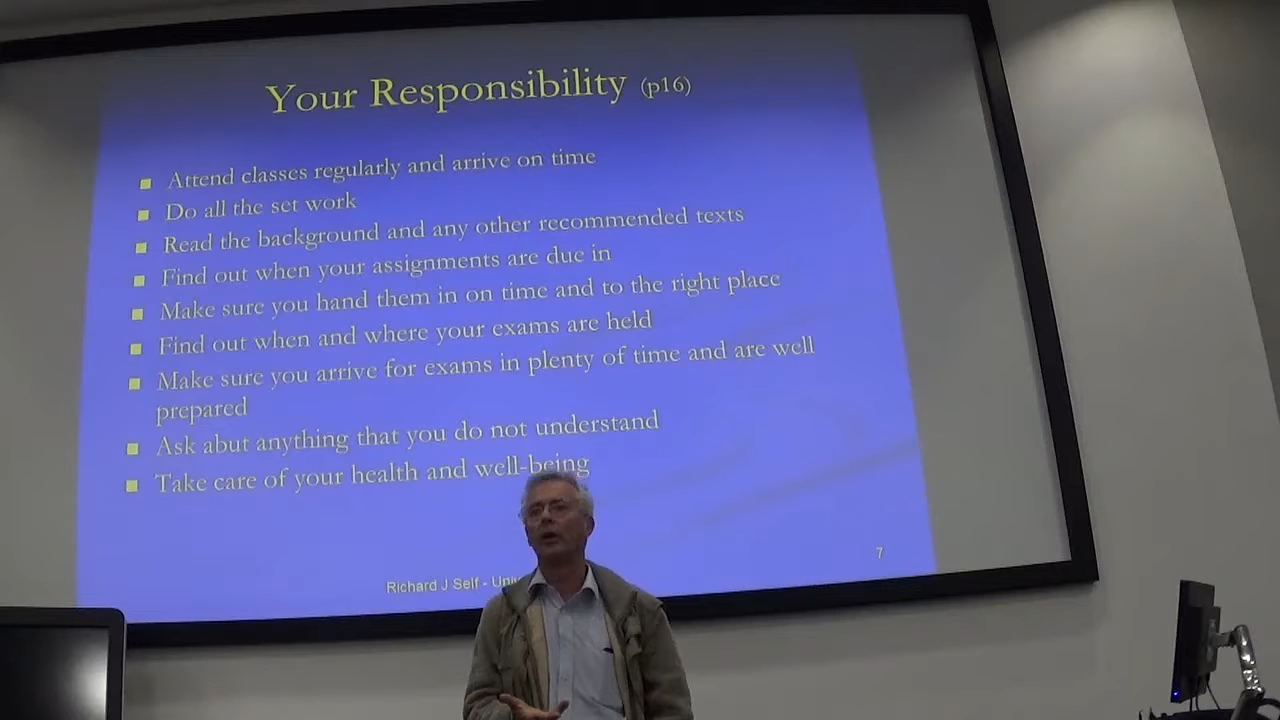 Your Responsibility (p16)
Attend classes regularly and arrive on time
Do all the set work
Read the background and any other recommended texts
Find out when your assignments are due in
Make sure you hand them in on time and to the right place
Find out when and where your exams are held
Make sure you arrive for exams in plenty of time and are well
prepared
Ask abut anything that you do not understand
Take care of your health and well-being
Richard J Self -
7